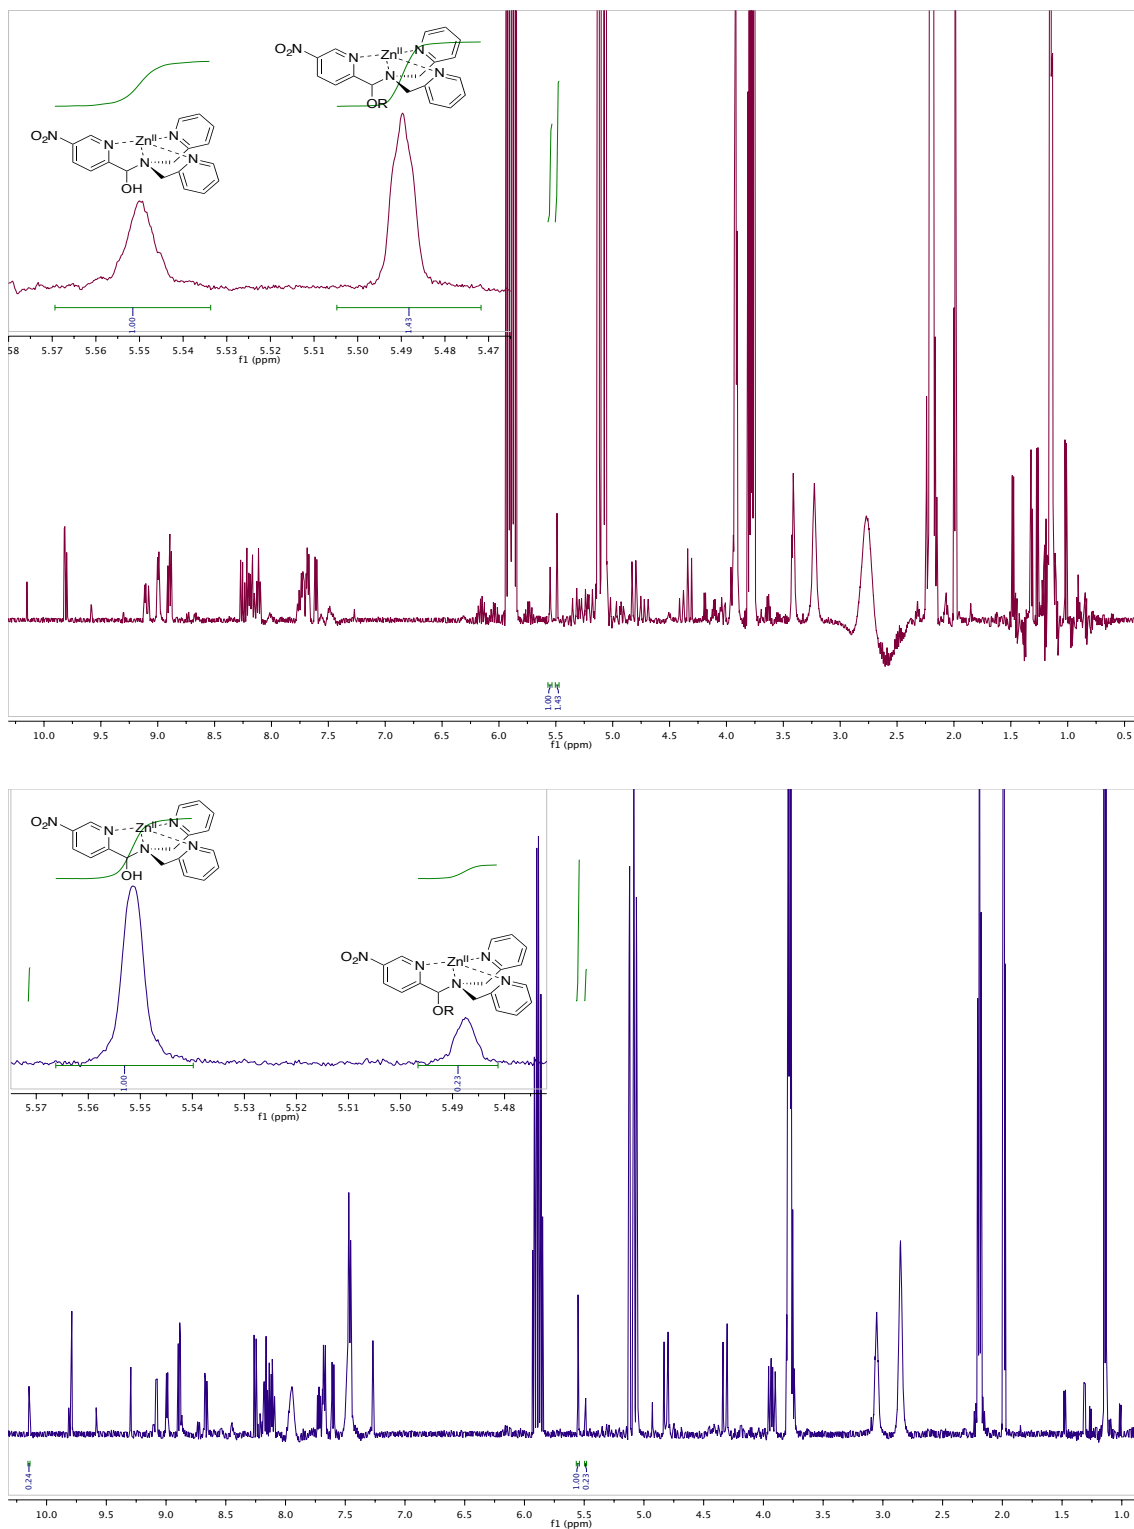 O₂N
N
Zn^II
N
N
N
OR
O₂N
N
Zn^II
N
N
N
OH
1.00
1.43
58 5.57 5.56 5.55 5.54 5.53 5.52 5.51 5.50 5.49 5.48 5.47
f1 (ppm)
1.00
1.43
10.0 9.5 9.0 8.5 8.0 7.5 7.0 6.5 6.0 5.5 5.0 4.5 4.0 3.5 3.0 2.5 2.0 1.5 1.0 0.5
f1 (ppm)
O₂N
N
Zn^II
N
N
N
OH
O₂N
N
Zn^II
N
N
N
OR
1.00
0.23
5.57 5.56 5.55 5.54 5.53 5.52 5.51 5.50 5.49 5.48
f1 (ppm)
0.24
1.00
0.23
10.0 9.5 9.0 8.5 8.0 7.5 7.0 6.5 6.0 5.5 5.0 4.5 4.0 3.5 3.0 2.5 2.0 1.5 1.0
f1 (ppm)